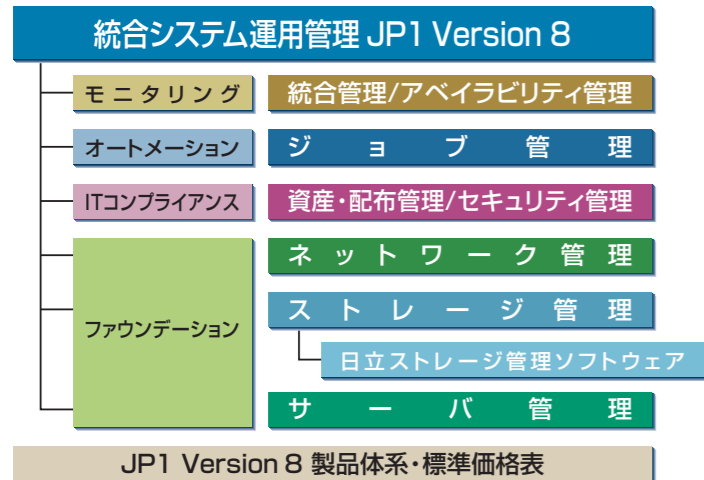 統合システム運用管理 JP1 Version 8
モニタリング
統合管理/アベイラビリティ管理
オートメーション
ジョブ管理
ITコンプライアンス
資産・配布管理/セキュリティ管理
ファウンデーション
ネットワーク管理
ストレージ管理
日立ストレージ管理ソフトウェア
サーバ管理
JP1 Version 8 製品体系・標準価格表